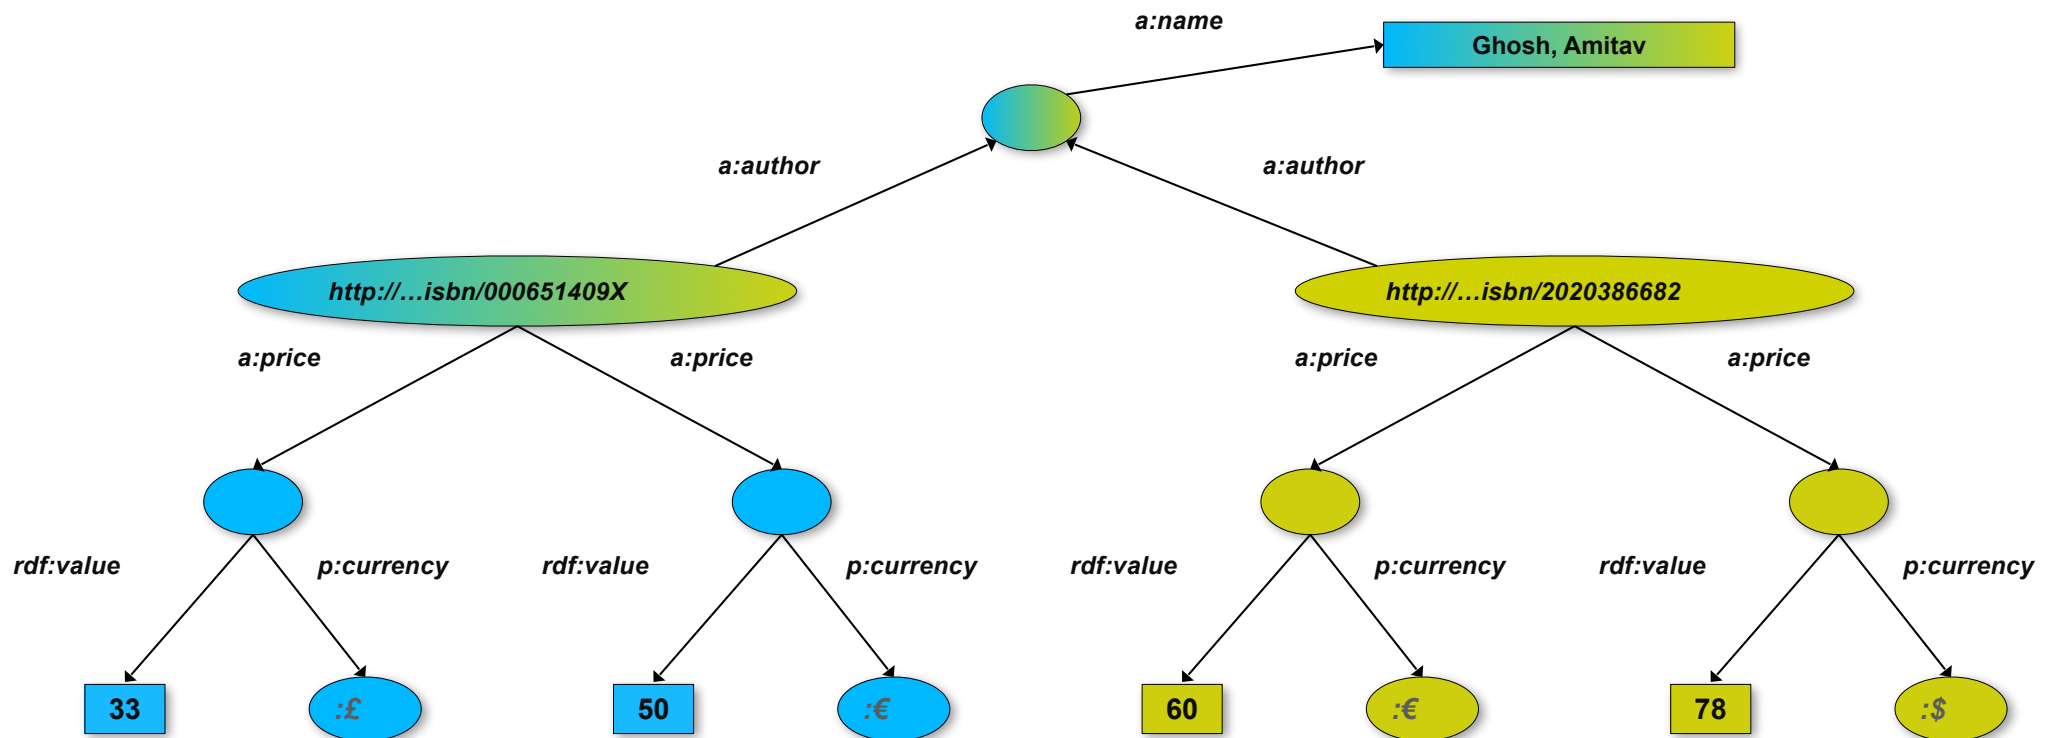 a:name
Ghosh, Amitav
a:author
a:author
http://…isbn/000651409X
http://…isbn/2020386682
a:price
a:price
a:price
a:price
rdf:value
p:currency
rdf:value
p:currency
rdf:value
p:currency
rdf:value
p:currency
33
:£
50
:€
60
:€
78
:$